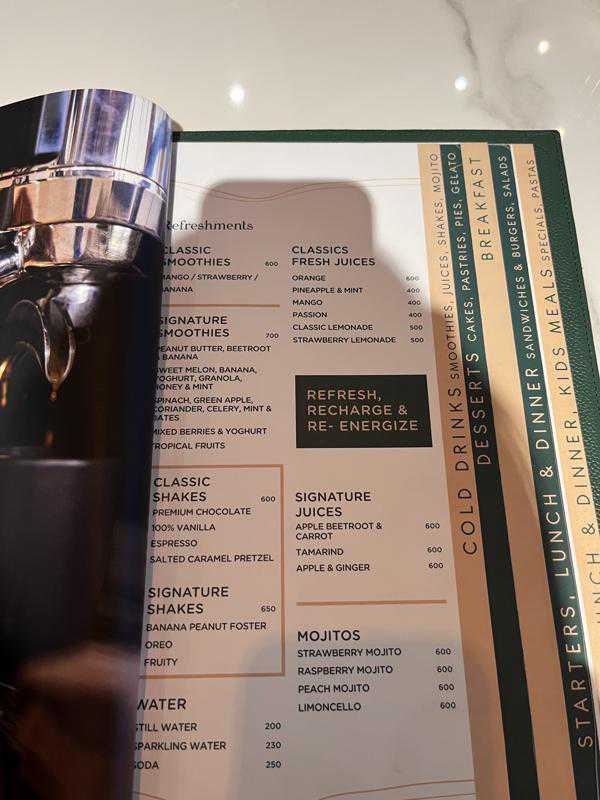 Refreshments
CLASSIC
SMOOTHIES 600
MANGO / STRAWBERRY /
BANANA
SIGNATURE
SMOOTHIES 700
PEANUT BUTTER, BEETROOT
& BANANA
SWEET MELON, BANANA,
YOGHURT, GRANOLA,
HONEY & MINT
SPINACH, GREEN APPLE,
CORIANDER, CELERY, MINT &
DATES
MIXED BERRIES & YOGHURT
TROPICAL FRUITS
CLASSIC
SHAKES 600
PREMIUM CHOCOLATE
100% VANILLA
ESPRESSO
SALTED CARAMEL PRETZEL
SIGNATURE
SHAKES 650
BANANA PEANUT FOSTER
OREO
FRUITY
WATER
STILL WATER 200
SPARKLING WATER 230
SODA 250
CLASSICS
FRESH JUICES
ORANGE 600
PINEAPPLE & MINT 400
MANGO 400
PASSION 400
CLASSIC LEMONADE 500
STRAWBERRY LEMONADE 500
REFRESH,
RECHARGE &
RE- ENERGIZE
SIGNATURE
JUICES
APPLE BEETROOT & 600
CARROT
TAMARIND 600
APPLE & GINGER 600
MOJITOS
STRAWBERRY MOJITO 600
RASPBERRY MOJITO 600
PEACH MOJITO 600
LIMONCELLO 600
COLD DRINKS SMOOTHIES, JUICES, SHAKES, MOJITO
DESSERTS CAKES, PASTRIES, PIES, GELATO
BREAKFAST
LUNCH & DINNER SANDWICHES & BURGERS, SALADS
STARTERS, LUNCH & DINNER, KIDS MEALS SPECIALS, PASTAS